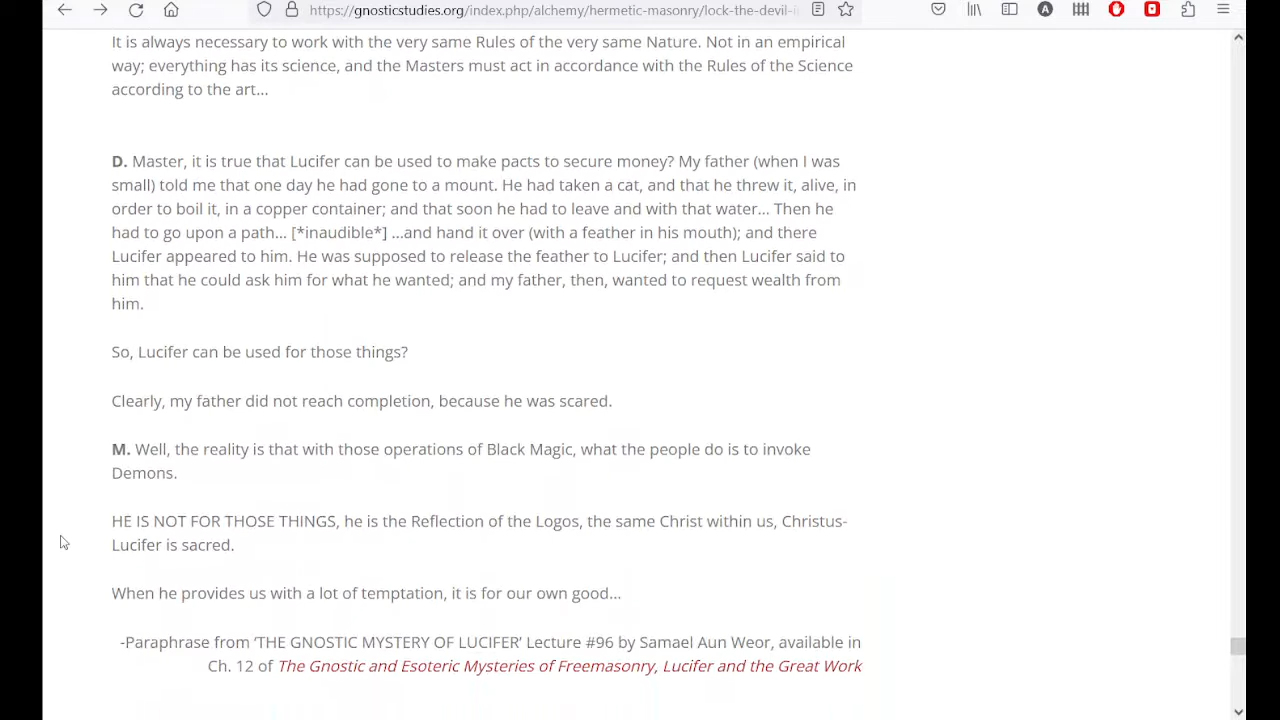 https://gnosticstudies.org/index.php/alchemy/hermetic-masonry/lock-the-devil-i
It is always necessary to work with the very same Rules of the very same Nature. Not in an empirical
way; everything has its science, and the Masters must act in accordance with the Rules of the Science
according to the art...
D. Master, it is true that Lucifer can be used to make pacts to secure money? My father (when I was
small) told me that one day he had gone to a mount. He had taken a cat, and that he threw it, alive, in
order to boil it, in a copper container; and that soon he had to leave and with that water... Then he
had to go upon a path... [*inaudible*] ...and hand it over (with a feather in his mouth); and there
Lucifer appeared to him. He was supposed to release the feather to Lucifer; and then Lucifer said to
him that he could ask him for what he wanted; and my father, then, wanted to request wealth from
him.
So, Lucifer can be used for those things?
Clearly, my father did not reach completion, because he was scared.
M. Well, the reality is that with those operations of Black Magic, what the people do is to invoke
Demons.
HE IS NOT FOR THOSE THINGS, he is the Reflection of the Logos, the same Christ within us, Christus-
Lucifer is sacred.
When he provides us with a lot of temptation, it is for our own good...
-Paraphrase from ‘THE GNOSTIC MYSTERY OF LUCIFER’ Lecture #96 by Samael Aun Weor, available in
Ch. 12 of The Gnostic and Esoteric Mysteries of Freemasonry, Lucifer and the Great Work